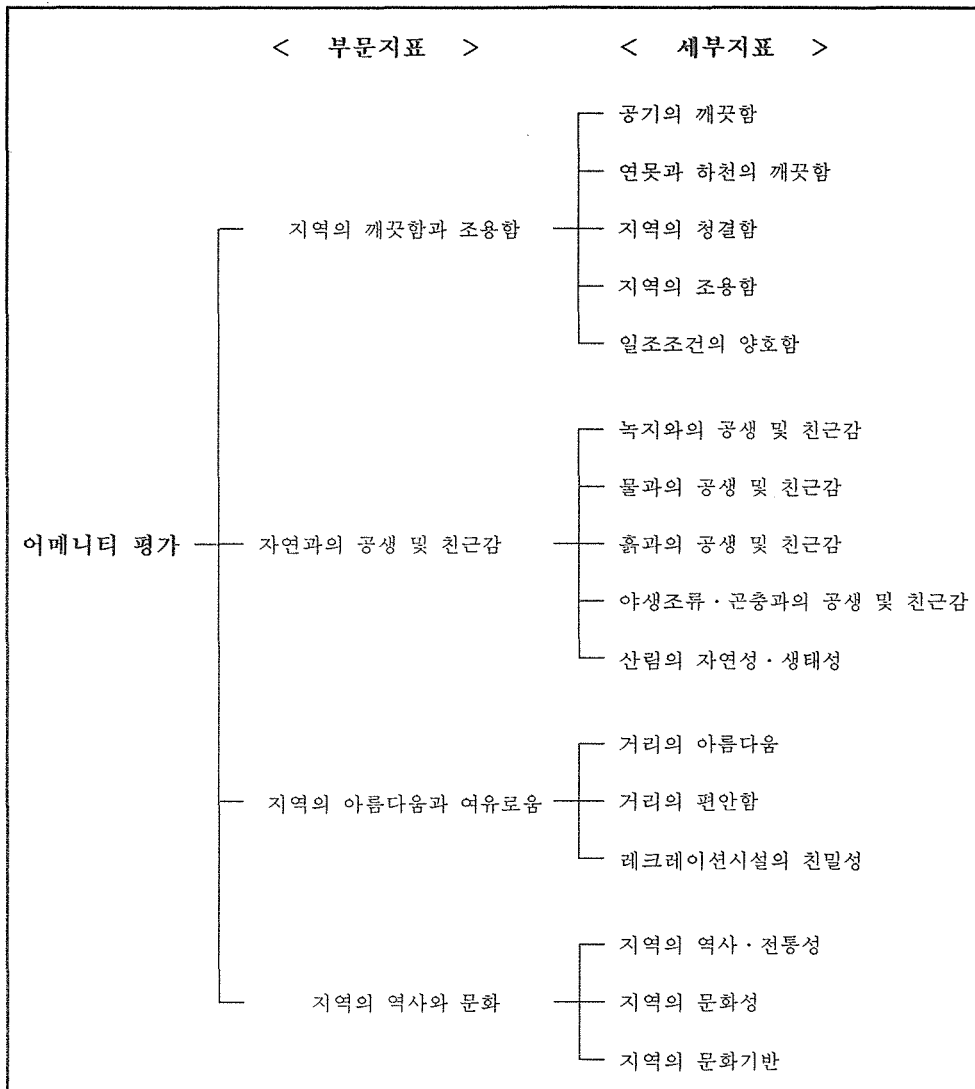 < 부문지표 > < 세부지표 >
공기의 깨끗함
연못과 하천의 깨끗함
지역의 깨끗함과 조용함 지역의 청결함
지역의 조용함
일조조건의 양호함
녹지와의 공생 및 친근감
물과의 공생 및 친근감
어메니티 평가 자연과의 공생 및 친근감 흙과의 공생 및 친근감
야생조류·곤충과의 공생 및 친근감
산림의 자연성·생태성
거리의 아름다움
지역의 아름다움과 여유로움 거리의 편안함
레크레이션시설의 친밀성
지역의 역사·전통성
지역의 역사와 문화 지역의 문화성
지역의 문화기반